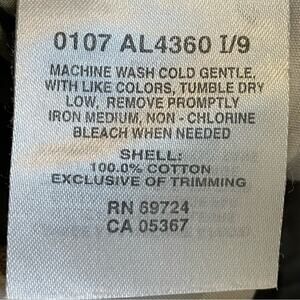 0107 AL4360 I/9
MACHINE WASH COLD GENTLE,
WITH LIKE COLORS, TUMBLE DRY
LOW, REMOVE PROMPTLY
IRON MEDIUM, NON - CHLORINE
BLEACH WHEN NEEDED
SHELL:
100.0% COTTON
EXCLUSIVE OF TRIMMING
RN 69724
CA 05367